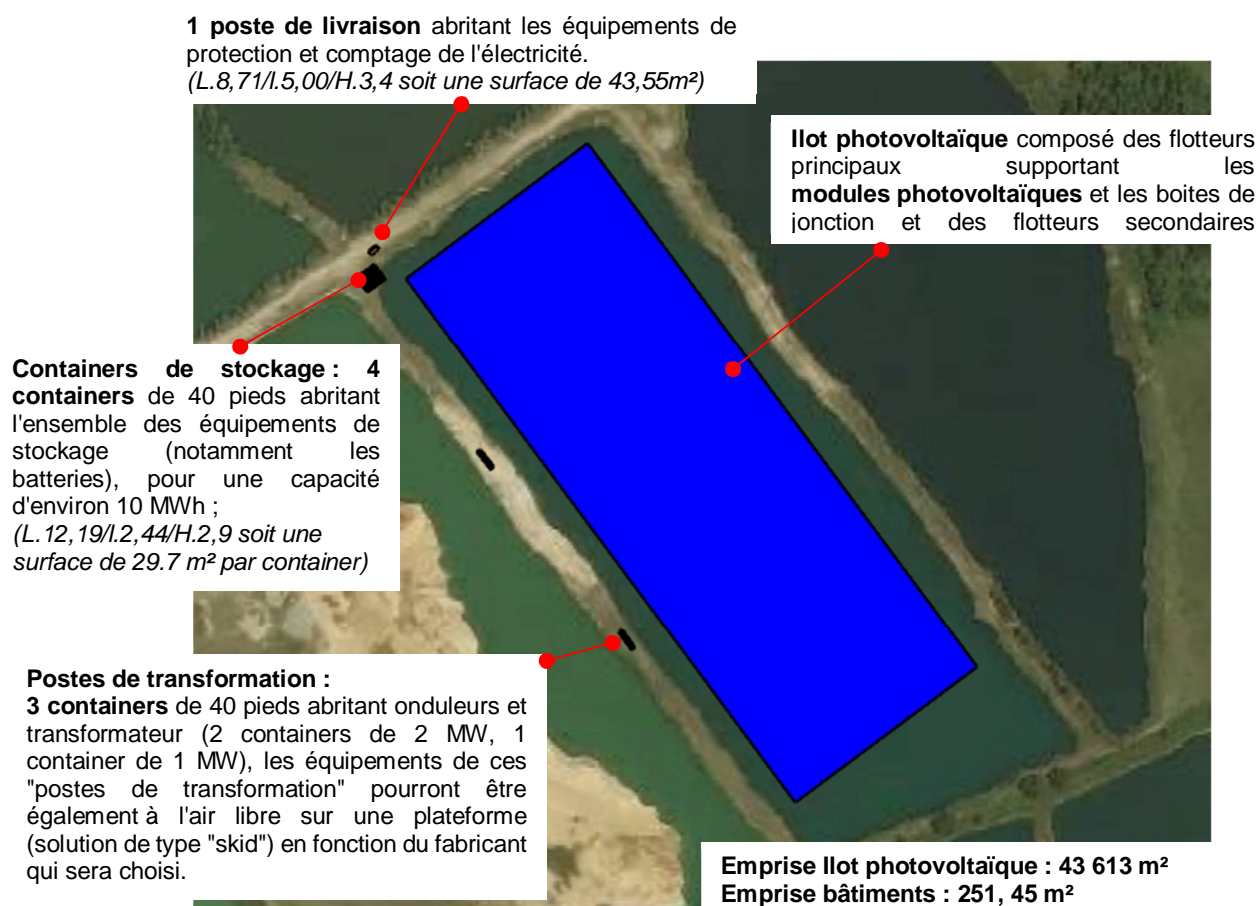 1 poste de livraison abritant les équipements de
protection et comptage de l'électricité.
(L.8,71/l.5,00/H.3,4 soit une surface de 43,55m²)
Ilot photovoltaïque composé des flotteurs
principaux supportant les
modules photovoltaïques et les boites de
jonction et des flotteurs secondaires
Containers de stockage : 4
containers de 40 pieds abritant
l'ensemble des équipements de
stockage (notamment les
batteries), pour une capacité
d'environ 10 MWh ;
(L.12,19/l.2,44/H.2,9 soit une
surface de 29.7 m² par container)
Postes de transformation :
3 containers de 40 pieds abritant onduleurs et
transformateur (2 containers de 2 MW, 1
container de 1 MW), les équipements de ces
"postes de transformation" pourront être
également à l'air libre sur une plateforme
(solution de type "skid") en fonction du fabricant
qui sera choisi.
Emprise Ilot photovoltaïque : 43 613 m²
Emprise bâtiments : 251, 45 m²